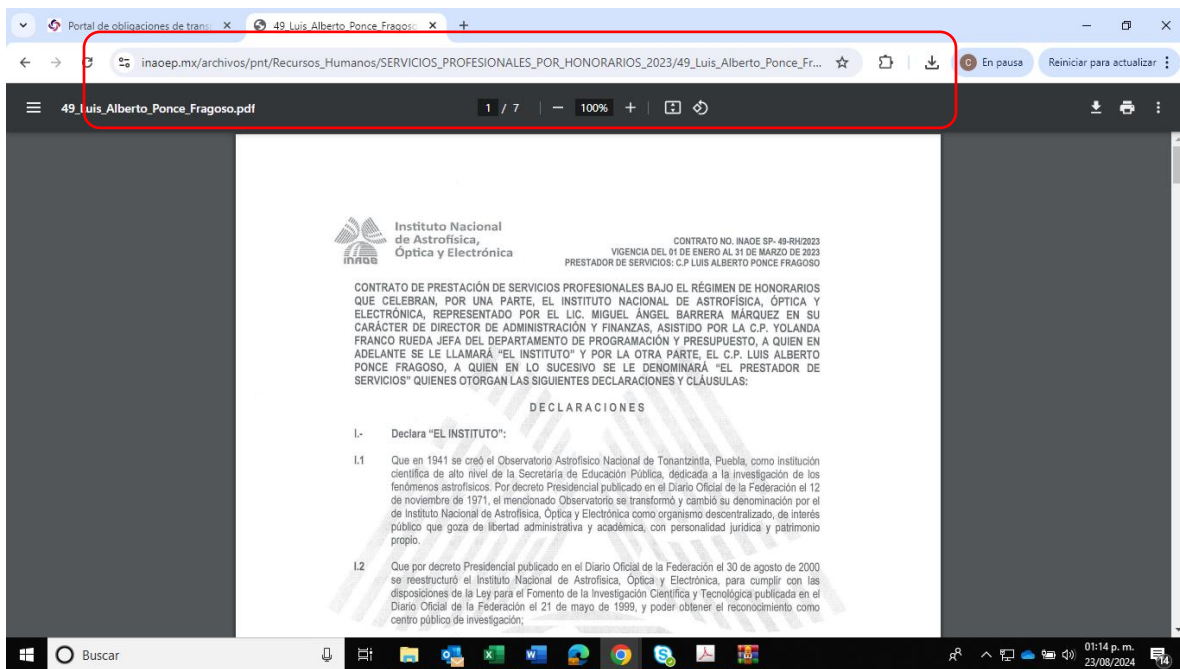 Portal de obligaciones de trans
49_Luis_Alberto_Ponce_Fragoso
inaoep.mx/archivos/pnt/Recursos_Humanos/SERVICIOS_PROFESIONALES_POR_HONORARIOS_2023/49_Luis_Alberto_Ponce_Fr...
C En pausa
Reiniciar para actualizar
49_Luis_Alberto_Ponce_Fragoso.pdf
1 / 7
100%
inaoe
Instituto Nacional
de Astrofísica,
Óptica y Electrónica
CONTRATO NO. INAOE SP- 49-RH/2023
VIGENCIA DEL 01 DE ENERO AL 31 DE MARZO DE 2023
PRESTADOR DE SERVICIOS: C.P LUIS ALBERTO PONCE FRAGOSO
CONTRATO DE PRESTACIÓN DE SERVICIOS PROFESIONALES BAJO EL RÉGIMEN DE HONORARIOS
QUE CELEBRAN, POR UNA PARTE, EL INSTITUTO NACIONAL DE ASTROFÍSICA, ÓPTICA Y
ELECTRÓNICA, REPRESENTADO POR EL LIC. MIGUEL ÁNGEL BARRERA MÁRQUEZ EN SU
CARÁCTER DE DIRECTOR DE ADMINISTRACIÓN Y FINANZAS, ASISTIDO POR LA C.P. YOLANDA
FRANCO RUEDA JEFA DEL DEPARTAMENTO DE PROGRAMACIÓN Y PRESUPUESTO, A QUIEN EN
ADELANTE SE LE LLAMARÁ “EL INSTITUTO” Y POR LA OTRA PARTE, EL C.P. LUIS ALBERTO
PONCE FRAGOSO, A QUIEN EN LO SUCESIVO SE LE DENOMINARÁ “EL PRESTADOR DE
SERVICIOS” QUIENES OTORGAN LAS SIGUIENTES DECLARACIONES Y CLÁUSULAS:
DECLARACIONES
I.- Declara “EL INSTITUTO”:
I.1 Que en 1941 se creó el Observatorio Astrofísico Nacional de Tonantzintla, Puebla, como institución
científica de alto nivel de la Secretaría de Educación Pública, dedicada a la investigación de los
fenómenos astrofísicos. Por decreto Presidencial publicado en el Diario Oficial de la Federación el 12
de noviembre de 1971, el mencionado Observatorio se transformó y cambió su denominación por el
de Instituto Nacional de Astrofísica, Óptica y Electrónica como organismo descentralizado, de interés
público que goza de libertad administrativa y académica, con personalidad jurídica y patrimonio
propio.
I.2 Que por decreto Presidencial publicado en el Diario Oficial de la Federación el 30 de agosto de 2000
se reestructuró el Instituto Nacional de Astrofísica, Óptica y Electrónica, para cumplir con las
disposiciones de la Ley para el Fomento de la Investigación Científica y Tecnológica publicada en el
Diario Oficial de la Federación el 21 de mayo de 1999, y poder obtener el reconocimiento como
centro público de investigación;
Buscar
01:14 p. m.
23/08/2024
14